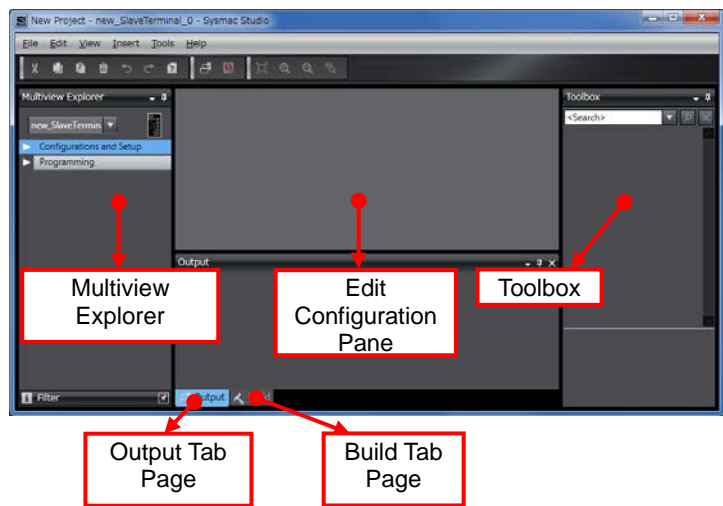 New Project - new_SlaveTerminal_0 - Sysmac Studio
File Edit View Insert Tools Help
Multiview Explorer
Toolbox
new_SlaveTermin
<Search>
Configurations and Setup
Programming
Output
Multiview
Explorer
Edit
Configuration
Pane
Toolbox
Filter
Output
Output Tab
Page
Build Tab
Page